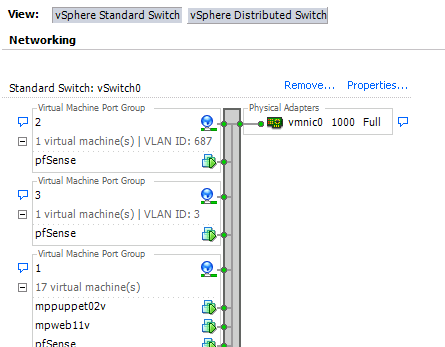 View: vSphere Standard Switch vSphere Distributed Switch
Networking
Standard Switch: vSwitch0 Remove... Properties...
Virtual Machine Port Group Physical Adapters
2 vmnic0 1000 Full
1 virtual machine(s) | VLAN ID: 687
pfSense
Virtual Machine Port Group
3
1 virtual machine(s) | VLAN ID: 3
pfSense
Virtual Machine Port Group
1
17 virtual machine(s)
mppuppet02v
mpweb11v
pfSense